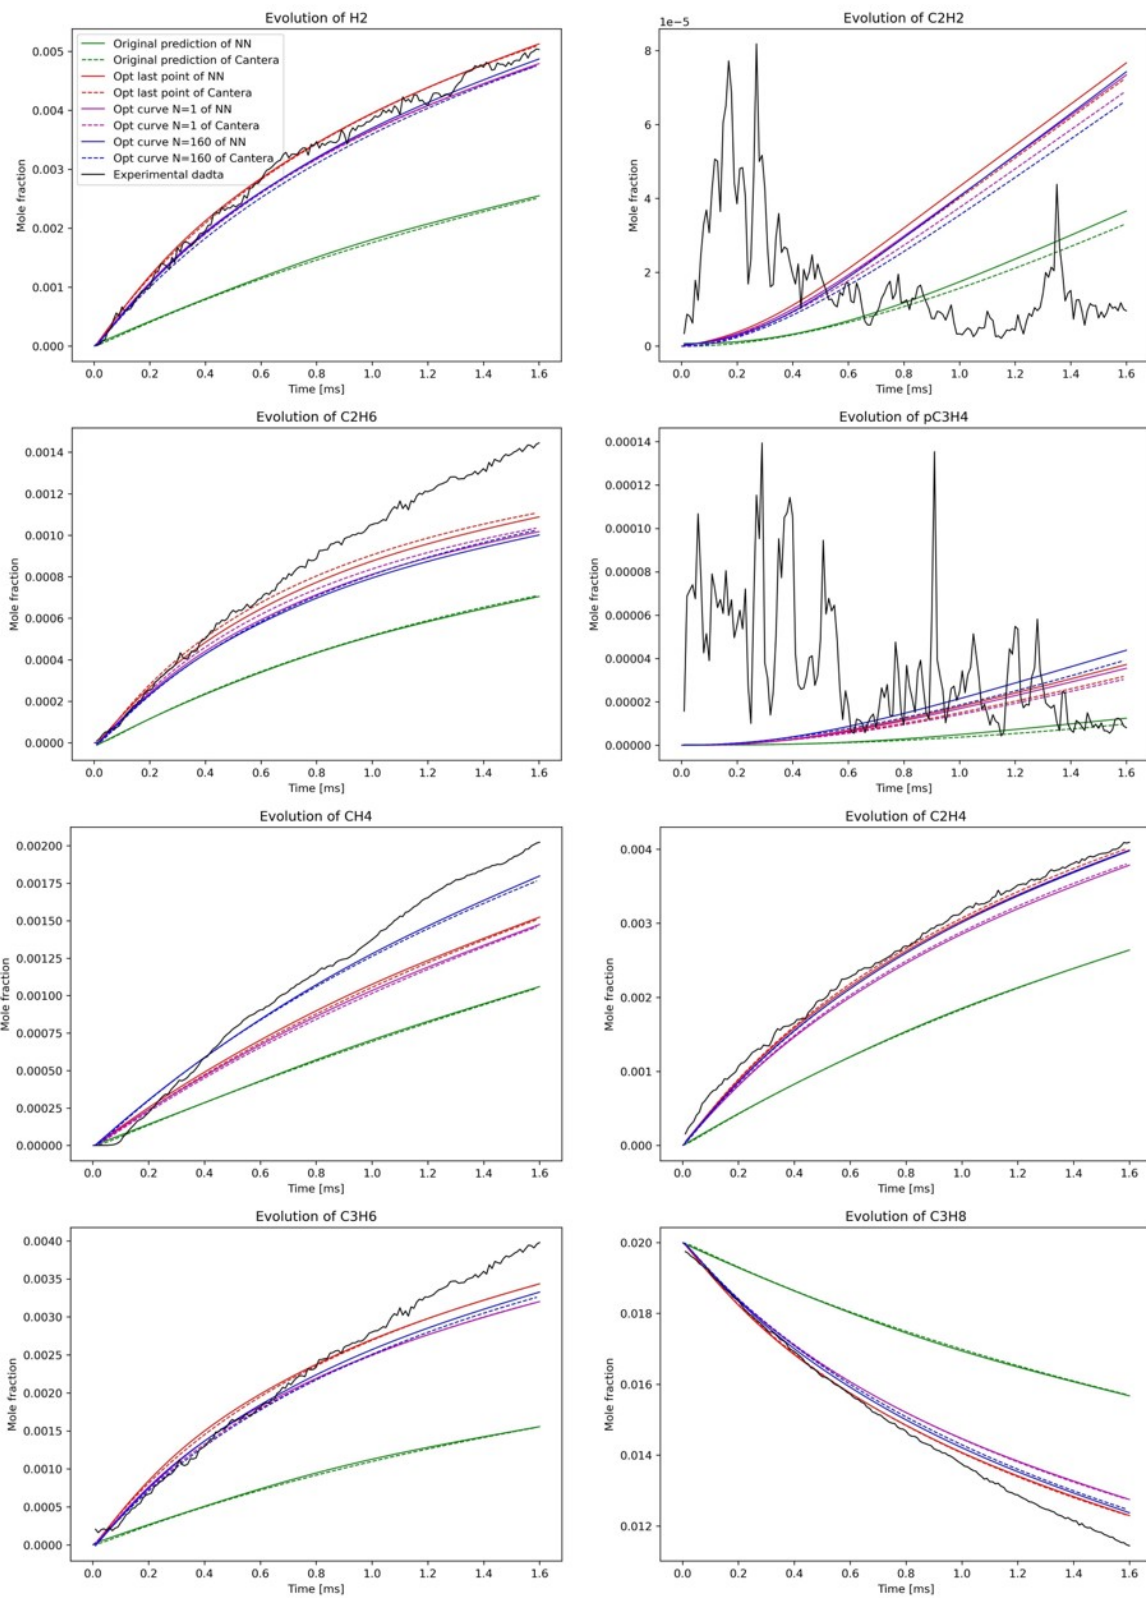 Evolution of H2
Original prediction of NN
Original prediction of Cantera
Opt last point of NN
Opt last point of Cantera
Opt curve N=1 of NN
Opt curve N=1 of Cantera
Opt curve N=160 of NN
Opt curve N=160 of Cantera
Experimental dadta
Mole fraction
0.005
0.004
0.003
0.002
0.001
0.000
0.0 0.2 0.4 0.6 0.8 1.0 1.2 1.4 1.6
Time [ms]
Evolution of C2H2
1e−5
Mole fraction
8
6
4
2
0
0.0 0.2 0.4 0.6 0.8 1.0 1.2 1.4 1.6
Time [ms]
Evolution of C2H6
Mole fraction
0.0014
0.0012
0.0010
0.0008
0.0006
0.0004
0.0002
0.0000
0.0 0.2 0.4 0.6 0.8 1.0 1.2 1.4 1.6
Time [ms]
Evolution of pC3H4
Mole fraction
0.00014
0.00012
0.00010
0.00008
0.00006
0.00004
0.00002
0.00000
0.0 0.2 0.4 0.6 0.8 1.0 1.2 1.4 1.6
Time [ms]
Evolution of CH4
Mole fraction
0.00200
0.00175
0.00150
0.00125
0.00100
0.00075
0.00050
0.00025
0.00000
0.0 0.2 0.4 0.6 0.8 1.0 1.2 1.4 1.6
Time [ms]
Evolution of C2H4
Mole fraction
0.004
0.003
0.002
0.001
0.000
0.0 0.2 0.4 0.6 0.8 1.0 1.2 1.4 1.6
Time [ms]
Evolution of C3H6
Mole fraction
0.0040
0.0035
0.0030
0.0025
0.0020
0.0015
0.0010
0.0005
0.0000
0.0 0.2 0.4 0.6 0.8 1.0 1.2 1.4 1.6
Time [ms]
Evolution of C3H8
Mole fraction
0.020
0.018
0.016
0.014
0.012
0.0 0.2 0.4 0.6 0.8 1.0 1.2 1.4 1.6
Time [ms]